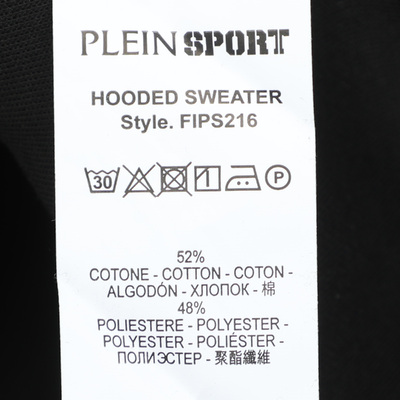 PLEIN SPORT
HOODED SWEATER
Style. FIPS216
30 P
52%
COTONE - COTTON - COTON -
ALGODÓN - ХЛОПОК - 棉
48%
POLIESTERE - POLYESTER -
POLYESTER - POLIÉSTER -
ПОЛИЭСТЕР - 聚酯纖維